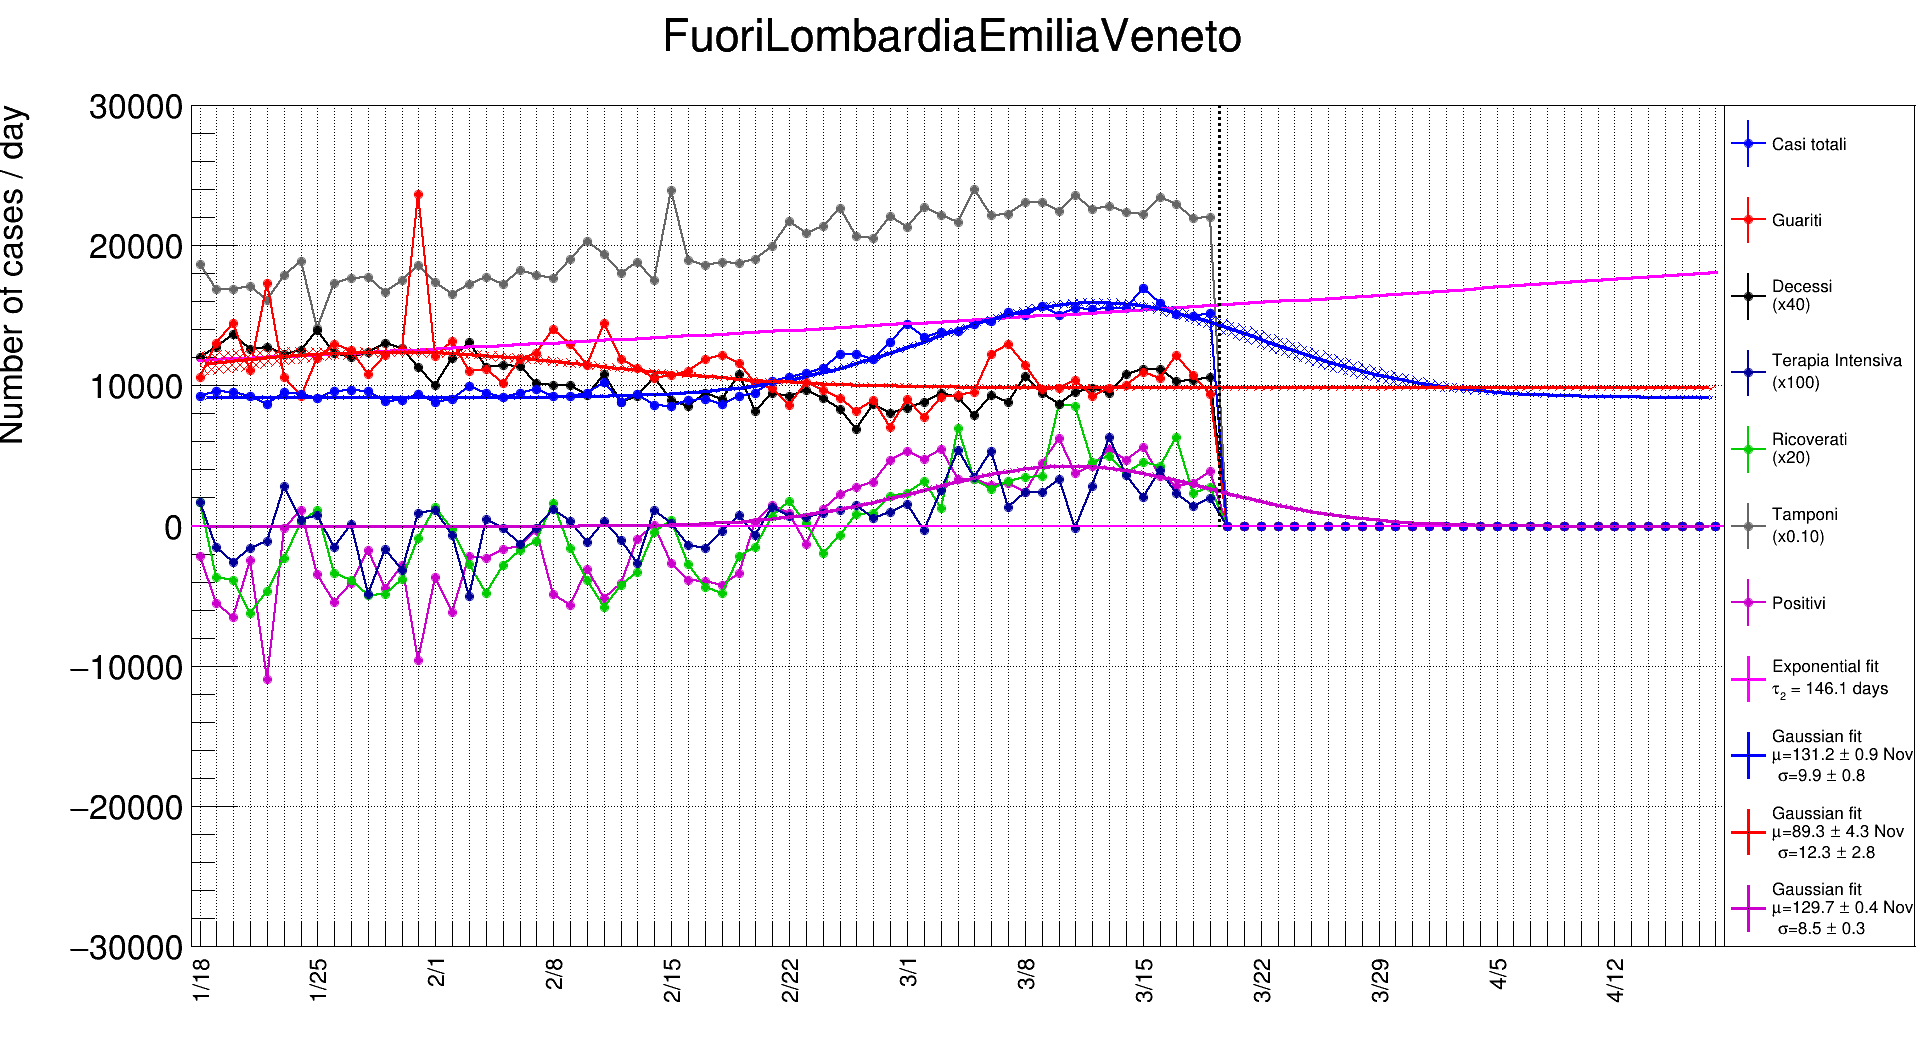 FuoriLombardiaEmiliaVeneto
Number of cases / day
30000
20000
10000
0
−10000
−20000
−30000
1/18
1/25
2/1
2/8
2/15
2/22
3/1
3/8
3/15
3/22
3/29
4/5
4/12
Casi totali
Guariti
Decessi
(x40)
Terapia Intensiva
(x100)
Ricoverati
(x20)
Tamponi
(x0.10)
Positivi
Exponential fit
τ2 = 146.1 days
Gaussian fit
μ=131.2 ± 0.9 Nov
σ=9.9 ± 0.8
Gaussian fit
μ=89.3 ± 4.3 Nov
σ=12.3 ± 2.8
Gaussian fit
μ=129.7 ± 0.4 Nov
σ=8.5 ± 0.3